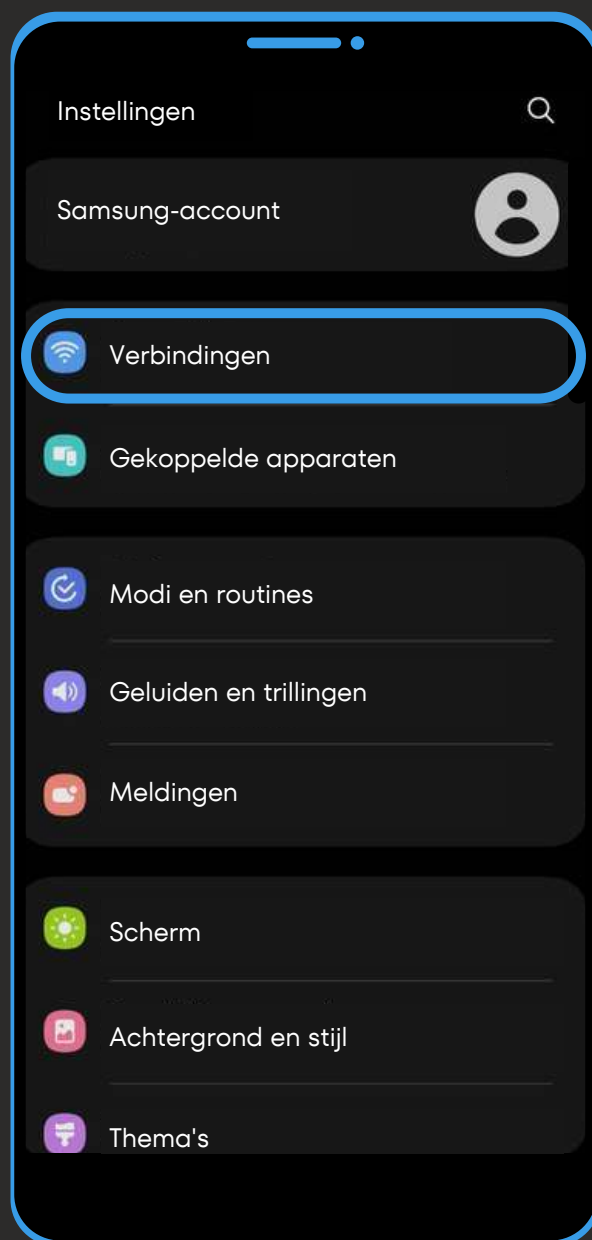 Instellingen
Samsung-account
Verbindingen
Gekoppelde apparaten
Modi en routines
Geluiden en trillingen
Meldingen
Scherm
Achtergrond en stijl
Thema's